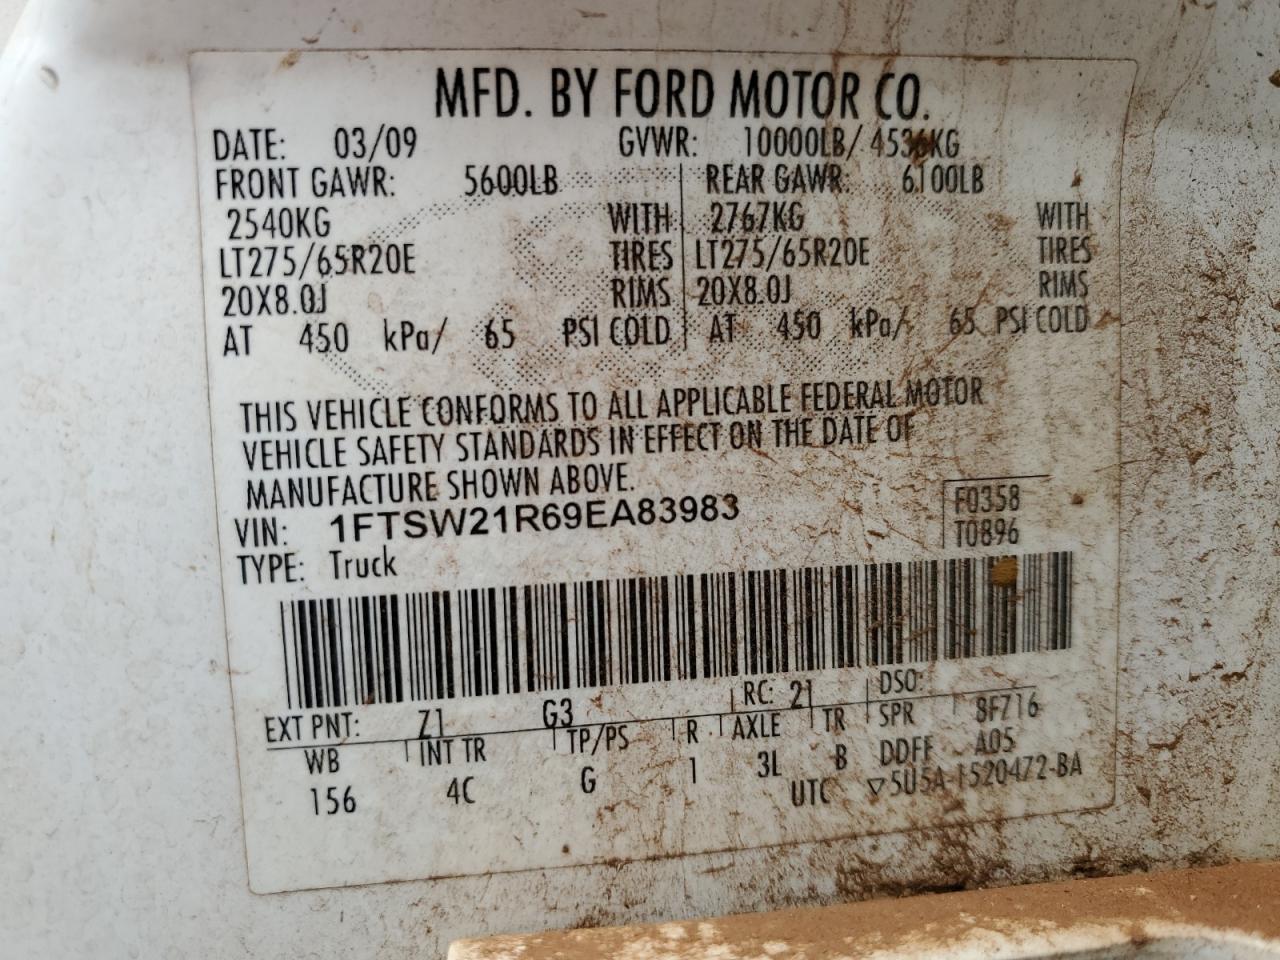 MFD. BY FORD MOTOR CO.
DATE: 03/09 GVWR: 10000LB/ 4536KG
FRONT GAWR: 5600LB REAR GAWR: 6100LB
2540KG WITH 2767KG WITH
LT275/65R20E TIRES LT275/65R20E TIRES
20X8.0J RIMS 20X8.0J RIMS
AT 450 kPa/ 65 PSI COLD AT 450 kPa/ 65 PSI COLD
THIS VEHICLE CONFORMS TO ALL APPLICABLE FEDERAL MOTOR
VEHICLE SAFETY STANDARDS IN EFFECT ON THE DATE OF
MANUFACTURE SHOWN ABOVE.
VIN: 1FTSW21R69EA83983 F0358
TYPE: Truck T0896
EXT PNT: Z1 G3 RC: 21 DSO:
WB INT TR TP/PS R AXLE TR SPR 8FZ16
156 4C G 1 3L B DDFF A05
UTC ▽5U5A-1520472-BA